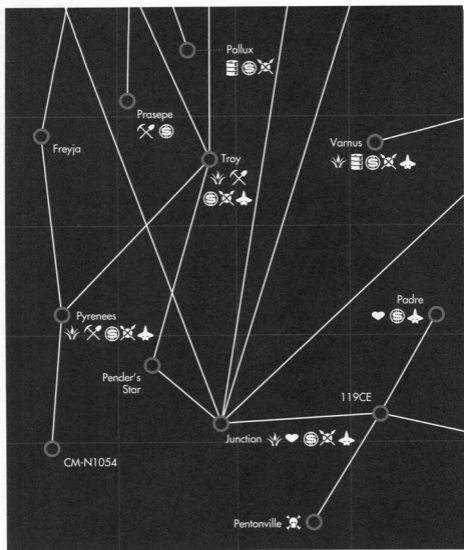 Pollux
Prasepe
Freyja
Troy
Varnus
Pyrenees
Padre
Pender's
Star
119CE
Junction
CM-N1054
Pentonville